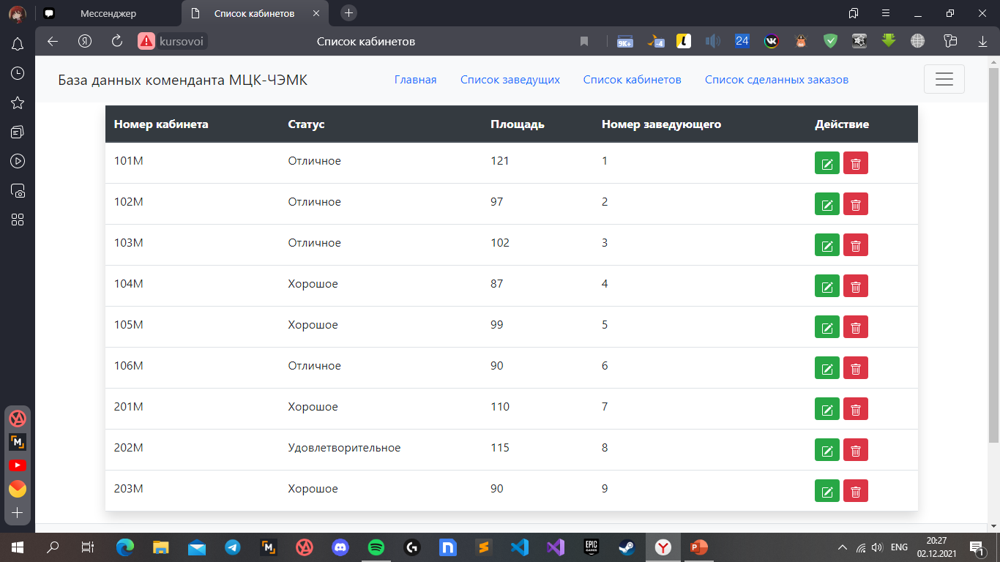 Мессенджер Список кабинетов
kursovoi Список кабинетов 9K+ -4 L 24
База данных коменданта МЦК-ЧЭМК Главная Список заведущих Список кабинетов Список сделанных заказов
Номер кабинета Статус Площадь Номер заведующего Действие
101М Отличное 121 1
102М Отличное 97 2
103М Отличное 102 3
104М Хорошое 87 4
105М Хорошое 99 5
106М Отличное 90 6
201М Хорошое 110 7
202М Удовлетворительное 115 8
203М Хорошое 90 9
ENG 20:27
02.12.2021 1